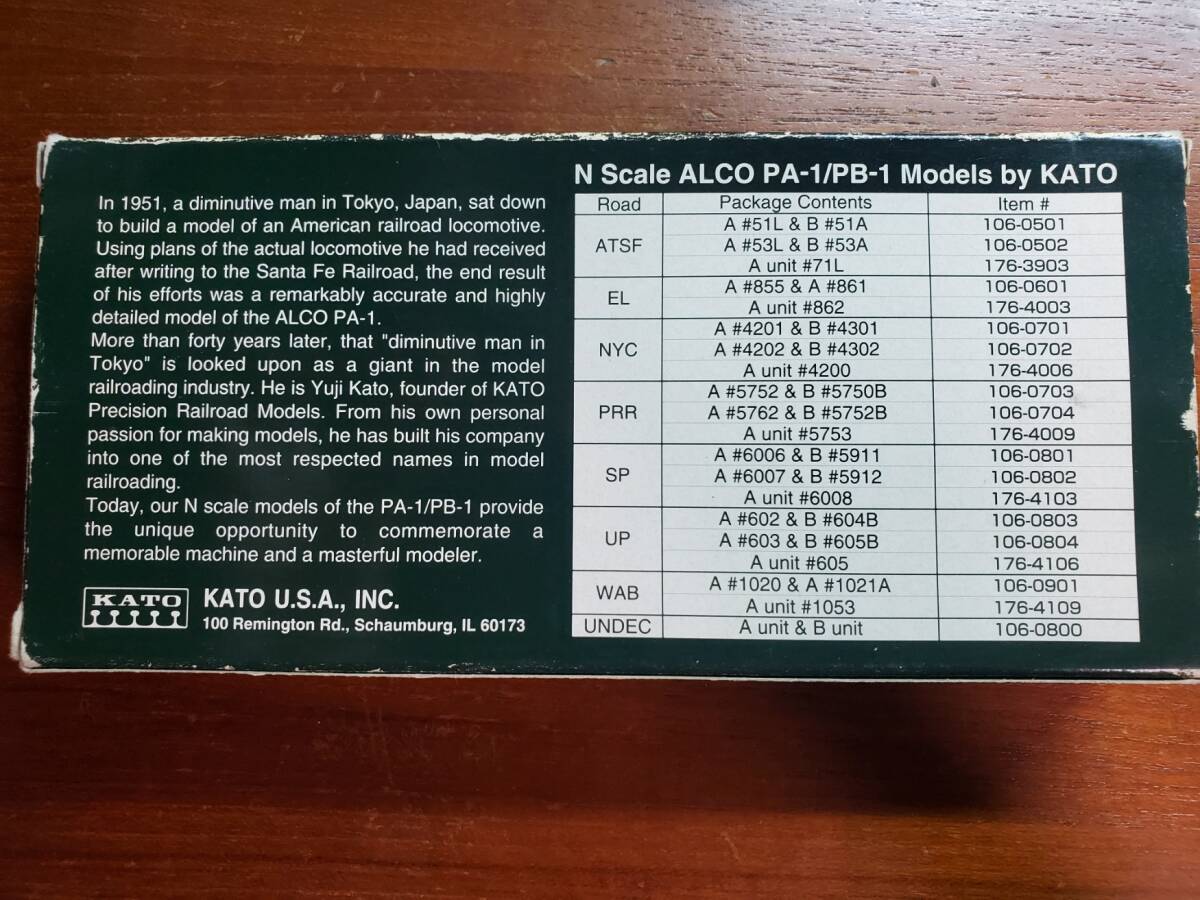 In 1951, a diminutive man in Tokyo, Japan, sat down
to build a model of an American railroad locomotive.
Using plans of the actual locomotive he had received
after writing to the Santa Fe Railroad, the end result
of his efforts was a remarkably accurate and highly
detailed model of the ALCO PA-1.
More than forty years later, that "diminutive man in
Tokyo" is looked upon as a giant in the model
railroading industry. He is Yuji Kato, founder of KATO
Precision Railroad Models. From his own personal
passion for making models, he has built his company
into one of the most respected names in model
railroading.
Today, our N scale models of the PA-1/PB-1 provide
the unique opportunity to commemorate a
memorable machine and a masterful modeler.
KATO
KATO U.S.A., INC.
100 Remington Rd., Schaumburg, IL 60173
N Scale ALCO PA-1/PB-1 Models by KATO
Road Package Contents Item #
ATSF
A #51L & B #51A 106-0501
A #53L & B #53A 106-0502
A unit #71L 176-3903
EL
A #855 & A #861 106-0601
A unit #862 176-4003
NYC
A #4201 & B #4301 106-0701
A #4202 & B #4302 106-0702
A unit #4200 176-4006
PRR
A #5752 & B #5750B 106-0703
A #5762 & B #5752B 106-0704
A unit #5753 176-4009
SP
A #6006 & B #5911 106-0801
A #6007 & B #5912 106-0802
A unit #6008 176-4103
UP
A #602 & B #604B 106-0803
A #603 & B #605B 106-0804
A unit #605 176-4106
WAB
A #1020 & A #1021A 106-0901
A unit #1053 176-4109
UNDEC A unit & B unit 106-0800